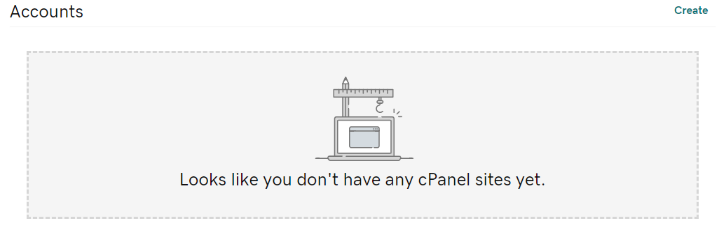 Accounts
Create
Looks like you don't have any cPanel sites yet.